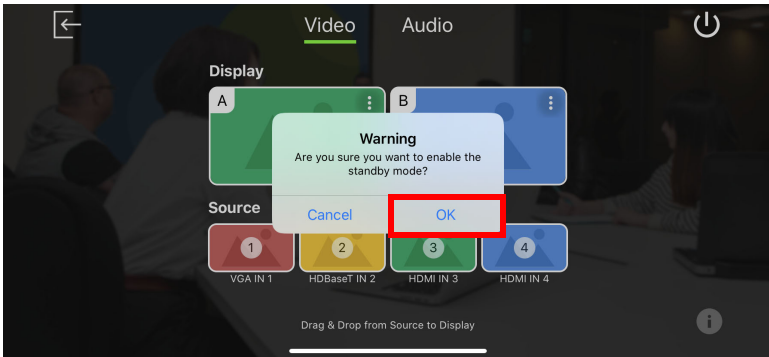 Video Audio
Display
A B
Warning
Are you sure you want to enable the
standby mode?
Source
Cancel OK
1 2 3 4
VGA IN 1 HDBaseT IN 2 HDMI IN 3 HDMI IN 4
Drag & Drop from Source to Display
i